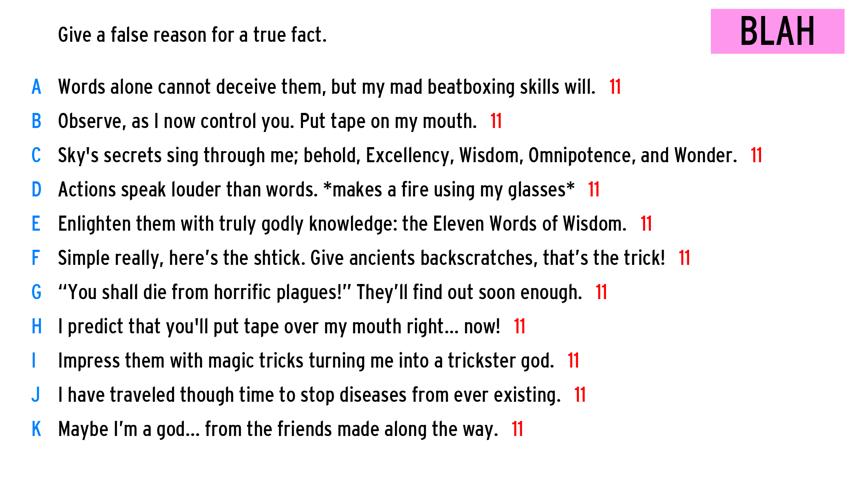 Give a false reason for a true fact.
BLAH
A Words alone cannot deceive them, but my mad beatboxing skills will. 11
B Observe, as I now control you. Put tape on my mouth. 11
C Sky's secrets sing through me; behold, Excellency, Wisdom, Omnipotence, and Wonder. 11
D Actions speak louder than words. *makes a fire using my glasses* 11
E Enlighten them with truly godly knowledge: the Eleven Words of Wisdom. 11
F Simple really, here’s the shtick. Give ancients backscratches, that’s the trick! 11
G “You shall die from horrific plagues!” They’ll find out soon enough. 11
H I predict that you'll put tape over my mouth right... now! 11
I Impress them with magic tricks turning me into a trickster god. 11
J I have traveled though time to stop diseases from ever existing. 11
K Maybe I’m a god... from the friends made along the way. 11